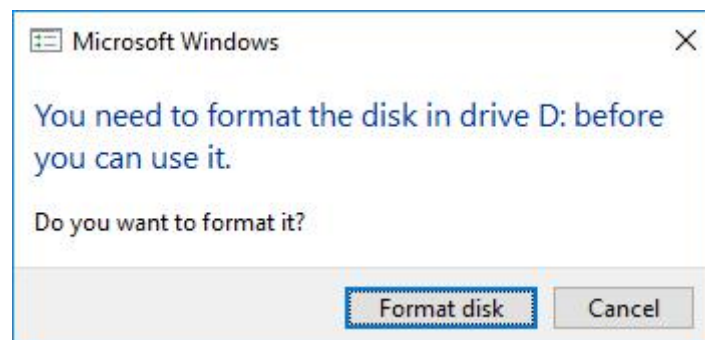 Microsoft Windows
You need to format the disk in drive D: before
you can use it.
Do you want to format it?
Format disk Cancel